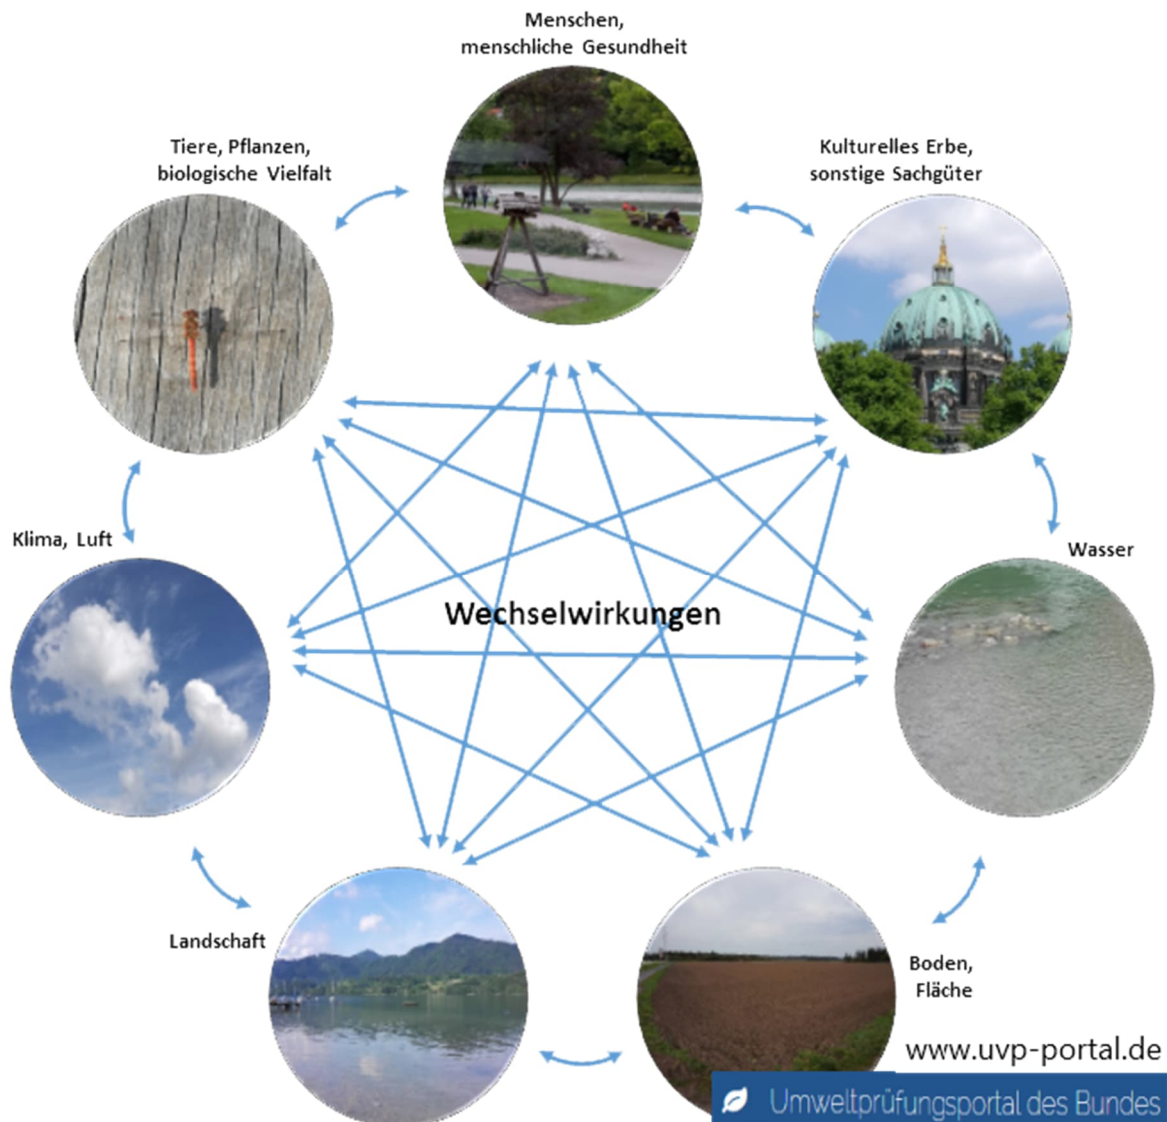 Menschen,
menschliche Gesundheit
Tiere, Pflanzen,
biologische Vielfalt
Kulturelles Erbe,
sonstige Sachgüter
Klima, Luft
Wasser
Wechselwirkungen
Landschaft
Boden,
Fläche
www.uvp-portal.de
Umweltprüfungsportal des Bundes